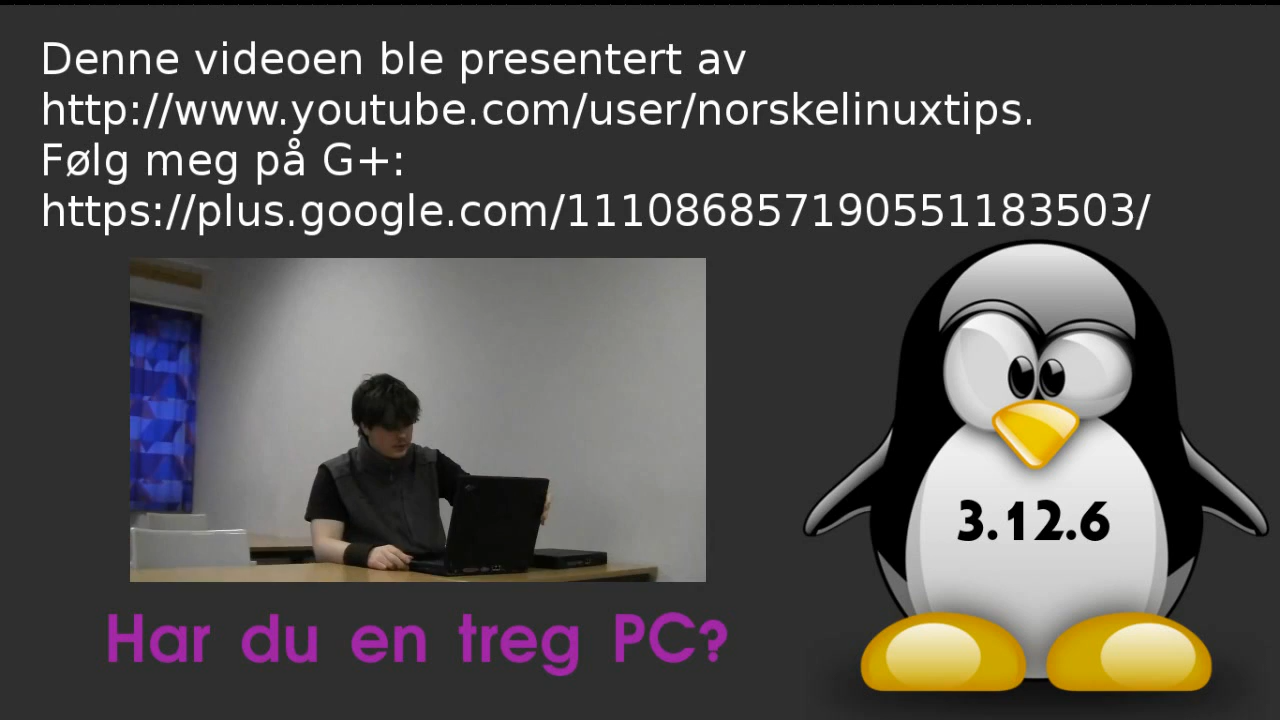 Denne videoen ble presentert av
http://www.youtube.com/user/norskelinuxtips.
Følg meg på G+:
https://plus.google.com/111086857190551183503/
3.12.6
Har du en treg PC?